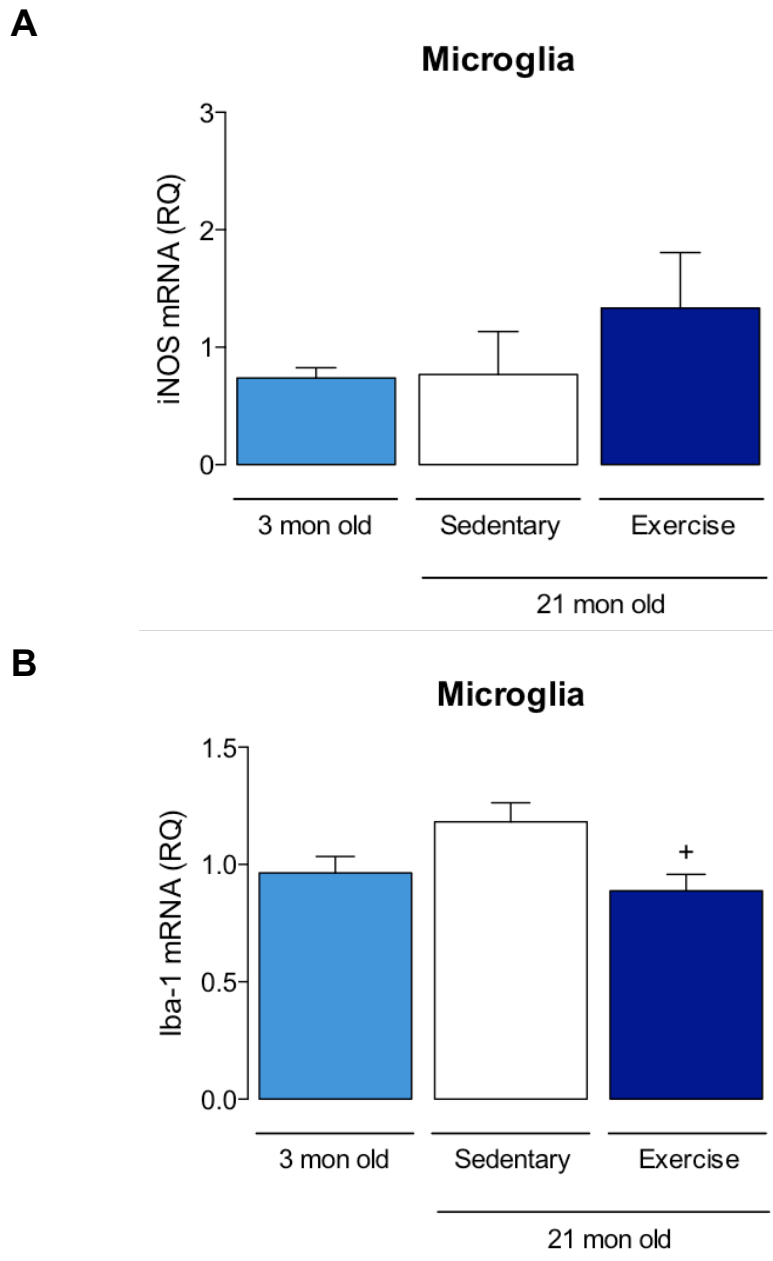 A
Microglia
3
2
1
0
iNOS mRNA (RQ)
3 mon old Sedentary Exercise
21 mon old
B
Microglia
1.5
1.0
0.5
0.0
Iba-1 mRNA (RQ)
+
3 mon old Sedentary Exercise
21 mon old